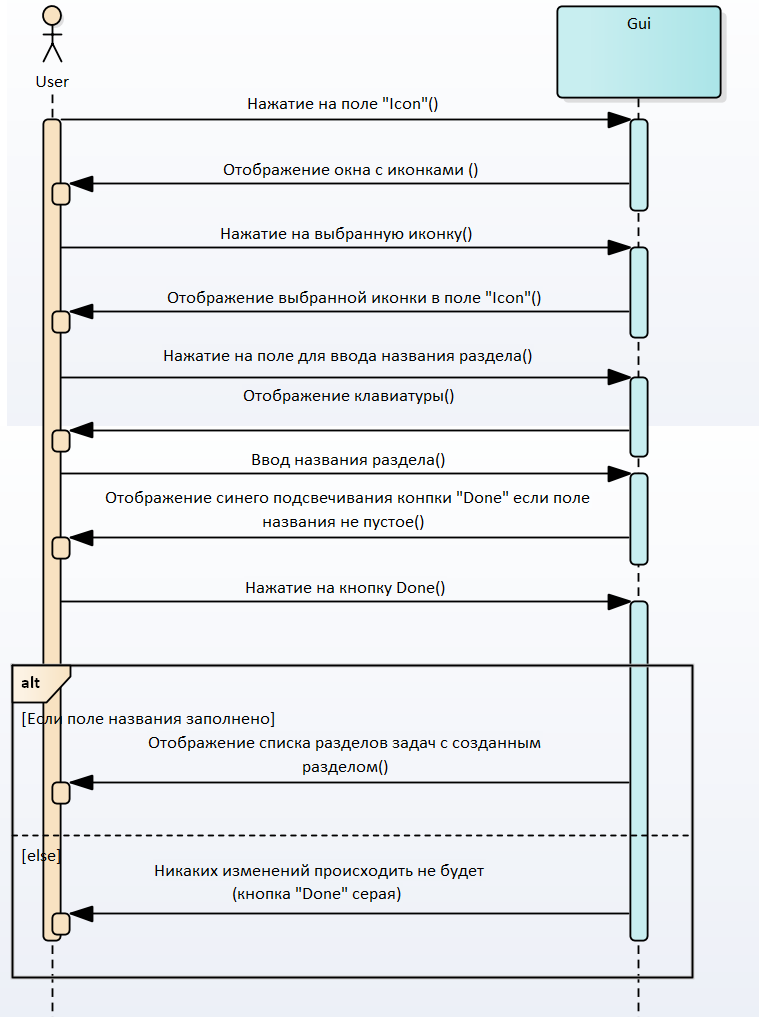 Gui
User
Нажатие на поле "Icon"()
Отображение окна с иконками ()
Нажатие на выбранную иконку()
Отображение выбранной иконки в поле "Icon"()
Нажатие на поле для ввода названия раздела()
Отображение клавиатуры()
Ввод названия раздела()
Отображение синего подсвечивания конпки "Done" если поле
названия не пустое()
Нажатие на кнопку Done()
alt
[Если поле названия заполнено]
Отображение списка разделов задач с созданным
разделом()
[else]
Никаких изменений происходить не будет
(кнопка "Done" серая)